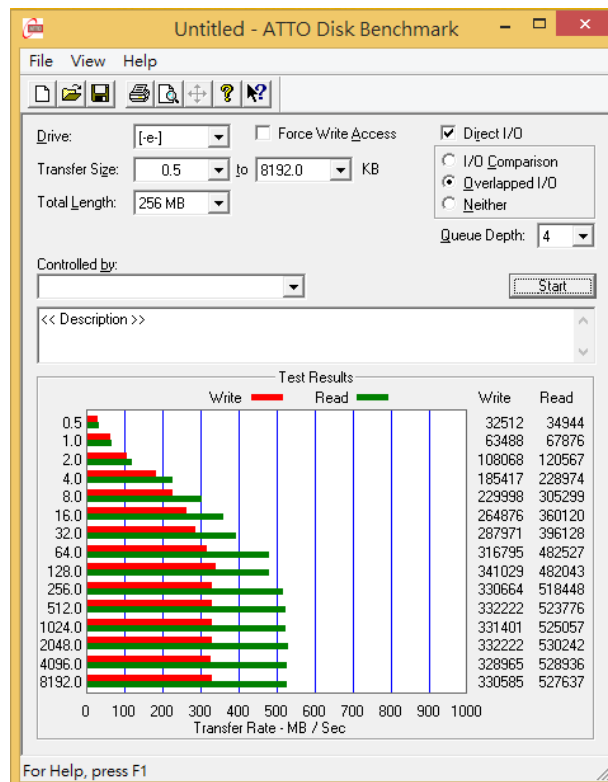 Untitled - ATTO Disk Benchmark
File View Help
Drive: [-e-] Force Write Access Direct I/O
Transfer Size: 0.5 to 8192.0 KB I/O Comparison
Overlapped I/O
Total Length: 256 MB Neither
Queue Depth: 4
Controlled by:
Start
<< Description >>
Test Results
Write Read Write Read
0.5 32512 34944
1.0 63488 67876
2.0 108068 120567
4.0 185417 228974
8.0 229998 305299
16.0 264876 360120
32.0 287971 396128
64.0 316795 482527
128.0 341029 482043
256.0 330664 518448
512.0 332222 523776
1024.0 331401 525057
2048.0 332222 530242
4096.0 328965 528936
8192.0 330585 527637
0 100 200 300 400 500 600 700 800 900 1000
Transfer Rate - MB / Sec
For Help, press F1